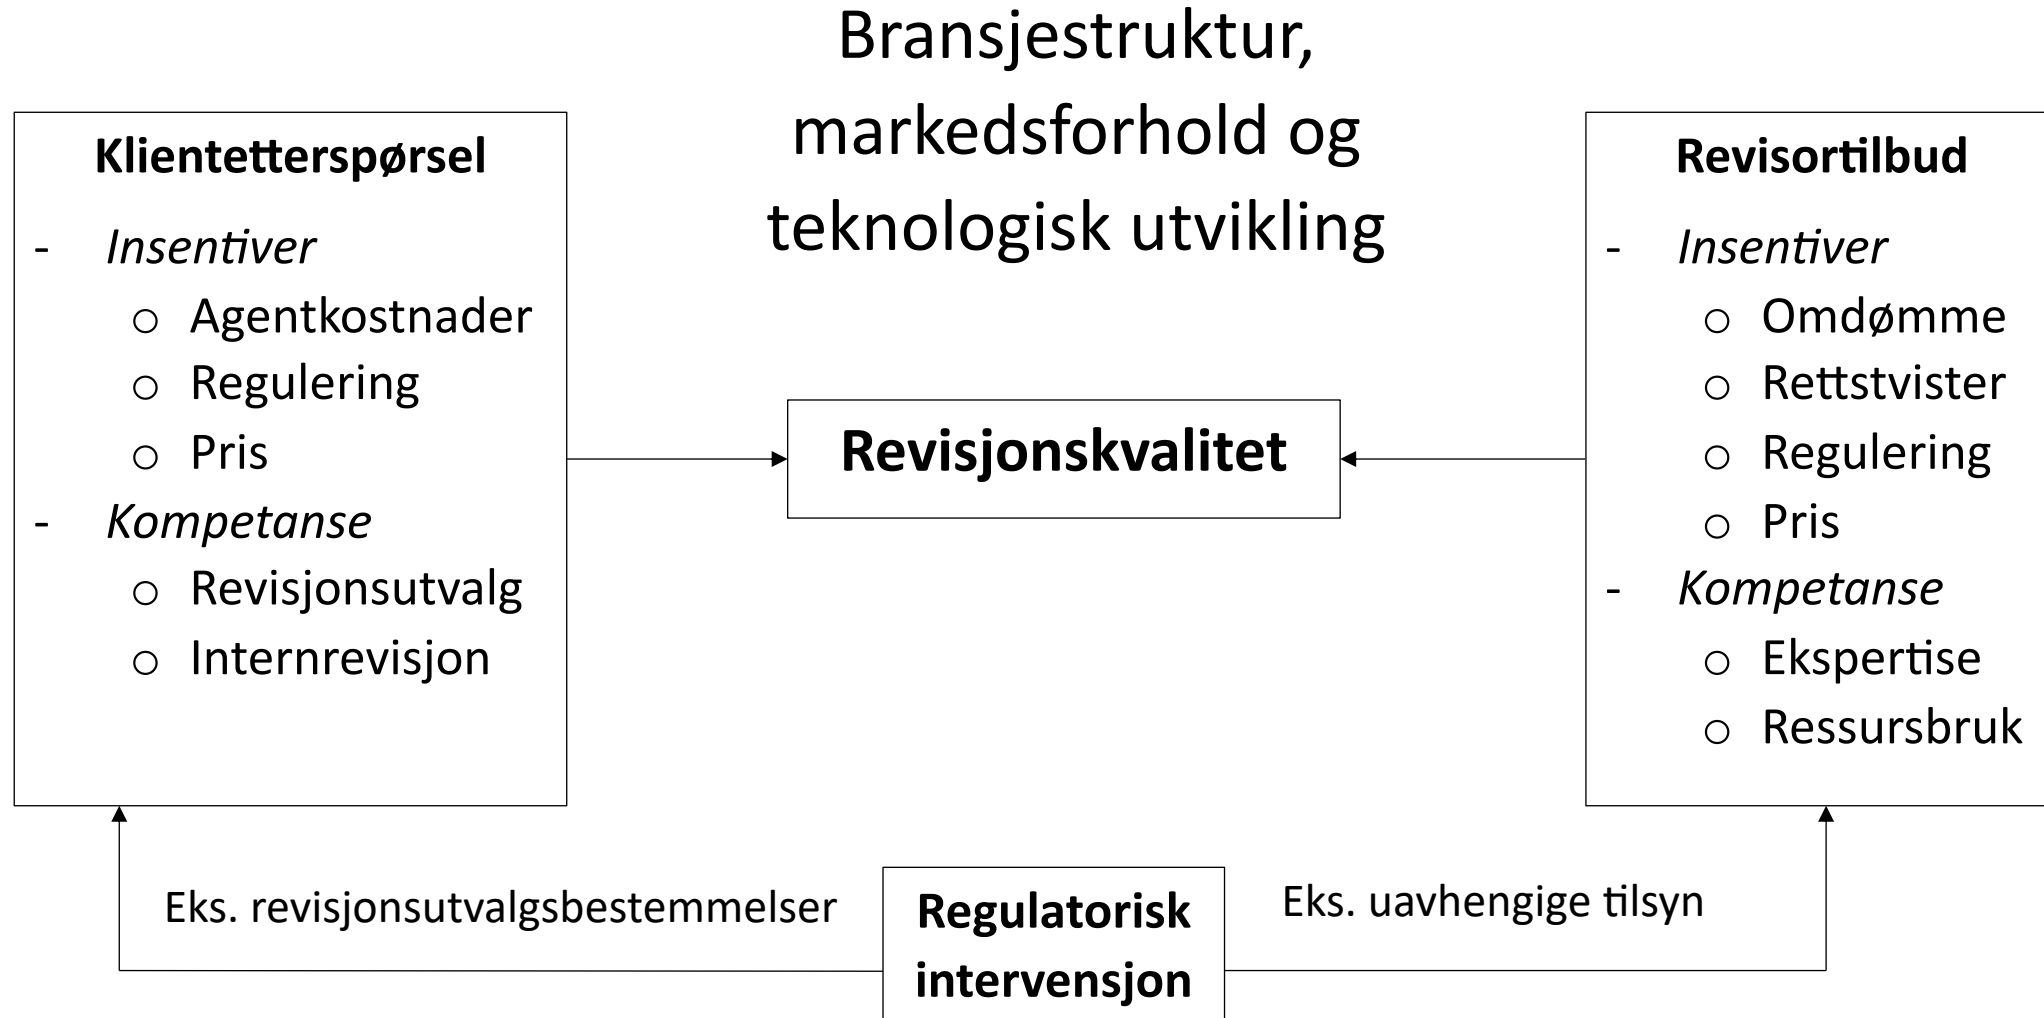 Bransjestruktur,
markedsforhold og
teknologisk utvikling
Klientetterspørsel
- Insentiver
o Agentkostnader
o Regulering
o Pris
- Kompetanse
o Revisjonsutvalg
o Internrevisjon
Revisjonskvalitet
Revisortilbud
- Insentiver
o Omdømme
o Rettstvister
o Regulering
o Pris
- Kompetanse
o Ekspertise
o Ressursbruk
Eks. revisjonsutvalgsbestemmelser
Regulatorisk
intervensjon
Eks. uavhengige tilsyn